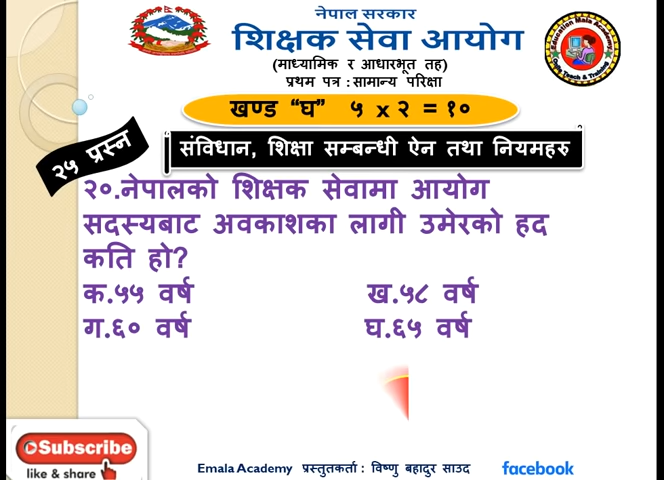 नेपाल सरकार
शिक्षक सेवा आयोग
(माध्यामिक र आधारभूत तह)
प्रथम पत्र :सामान्य परिक्षा
खण्ड “घ” ५ x २ = १०
२५ प्रस्न
संविधान, शिक्षा सम्बन्धी ऐन तथा नियमहरु
२०.नेपालको शिक्षक सेवामा आयोग
सदस्यबाट अवकाशका लागी उमेरको हद
कति हो?
क.५५ वर्ष ख.५८ वर्ष
ग.६० वर्ष घ.६५ वर्ष
Subscribe
like & share
Emala Academy प्रस्तुतकर्ता : विष्णु बहादुर साउद facebook